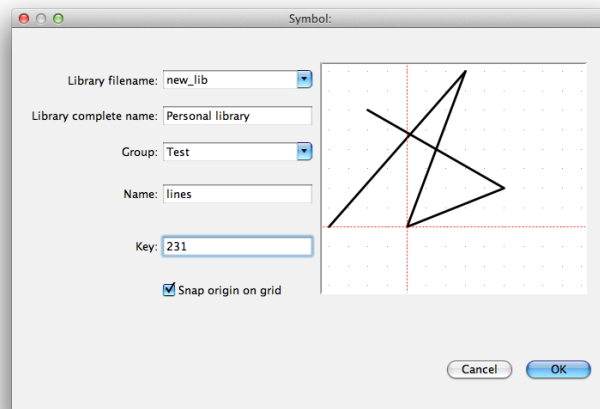 Symbol:
Library filename: new_lib
Library complete name: Personal library
Group: Test
Name: lines
Key: 231
Snap origin on grid
Cancel OK